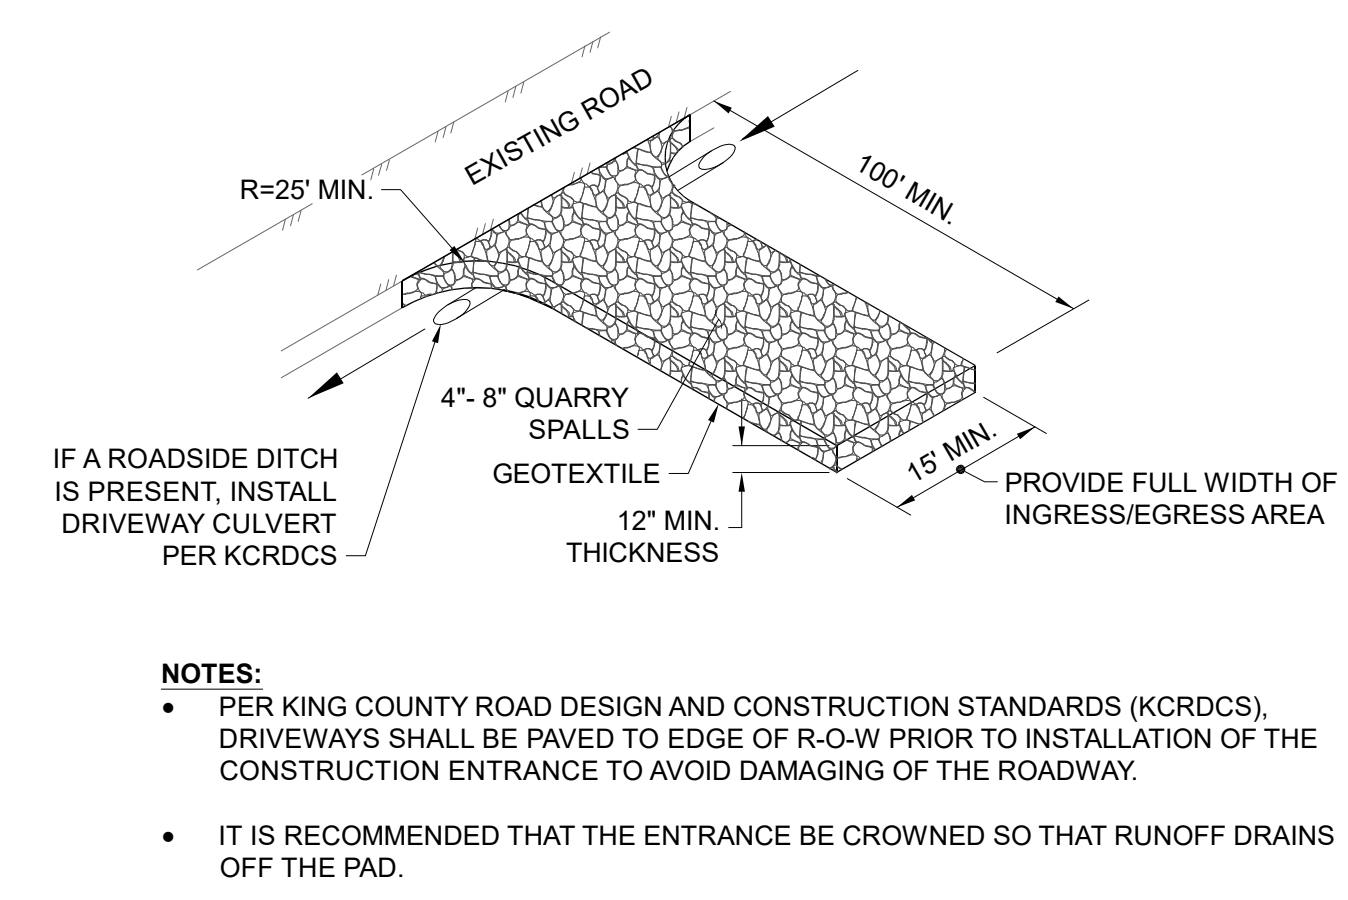 EXISTING ROAD
R=25' MIN.
100' MIN.
4"- 8" QUARRY
SPALLS
GEOTEXTILE
12" MIN.
THICKNESS
15' MIN.
PROVIDE FULL WIDTH OF
INGRESS/EGRESS AREA
IF A ROADSIDE DITCH
IS PRESENT, INSTALL
DRIVEWAY CULVERT
PER KCRDCS
NOTES:
• PER KING COUNTY ROAD DESIGN AND CONSTRUCTION STANDARDS (KCRDCS),
DRIVEWAYS SHALL BE PAVED TO EDGE OF R-O-W PRIOR TO INSTALLATION OF THE
CONSTRUCTION ENTRANCE TO AVOID DAMAGING OF THE ROADWAY.
• IT IS RECOMMENDED THAT THE ENTRANCE BE CROWNED SO THAT RUNOFF DRAINS
OFF THE PAD.